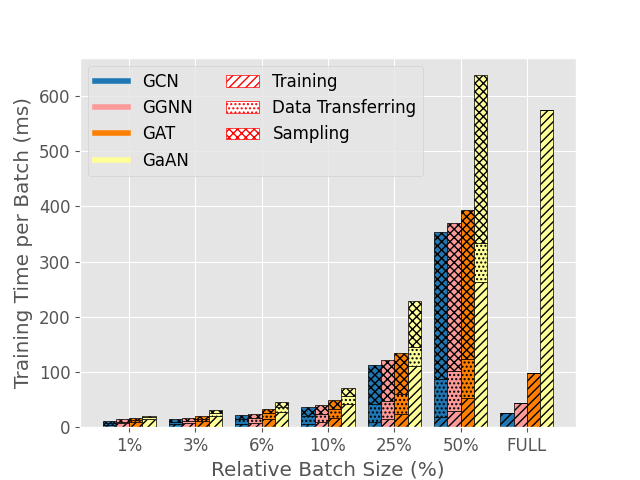 GCN
GGNN
GAT
GaAN
Training
Data Transferring
Sampling
Training Time per Batch (ms)
600
500
400
300
200
100
0
1% 3% 6% 10% 25% 50% FULL
Relative Batch Size (%)